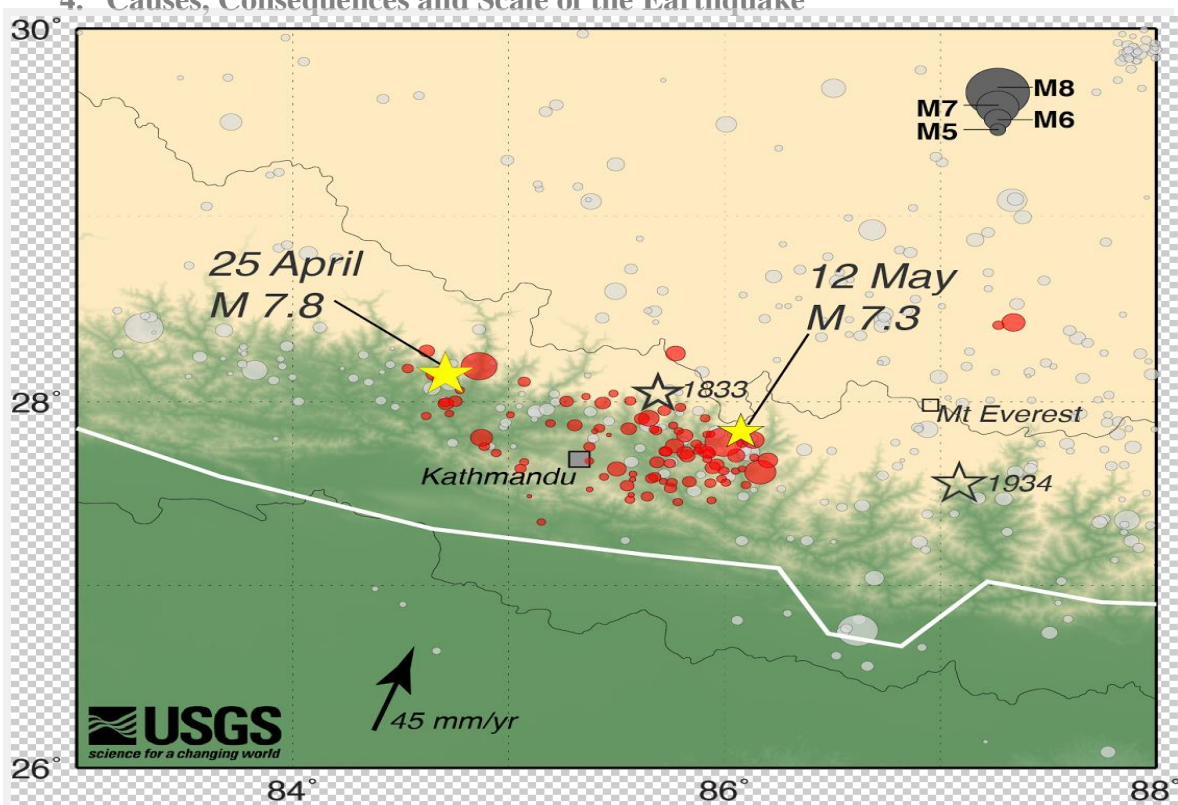 4. Causes, Consequences and Scale of the Earthquake
30°
M8
M7
M6
M5
25 April
M 7.8
12 May
M 7.3
28°
1833
Mt Everest
Kathmandu
1934
45 mm/yr
USGS
science for a changing world
26°
84°
86°
88°